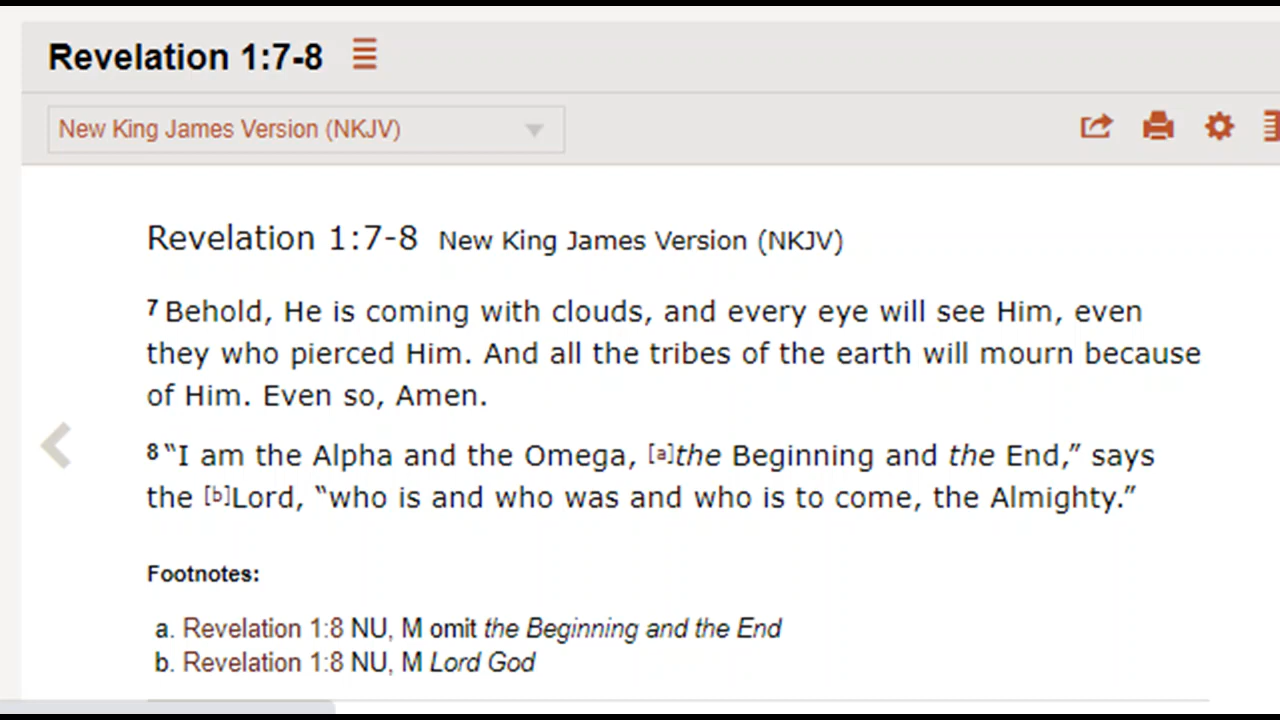 Revelation 1:7-8
New King James Version (NKJV)
Revelation 1:7-8 New King James Version (NKJV)
7 Behold, He is coming with clouds, and every eye will see Him, even
they who pierced Him. And all the tribes of the earth will mourn because
of Him. Even so, Amen.
8 “I am the Alpha and the Omega, [a]the Beginning and the End,” says
the [b]Lord, “who is and who was and who is to come, the Almighty.”
Footnotes:
a. Revelation 1:8 NU, M omit the Beginning and the End
b. Revelation 1:8 NU, M Lord God